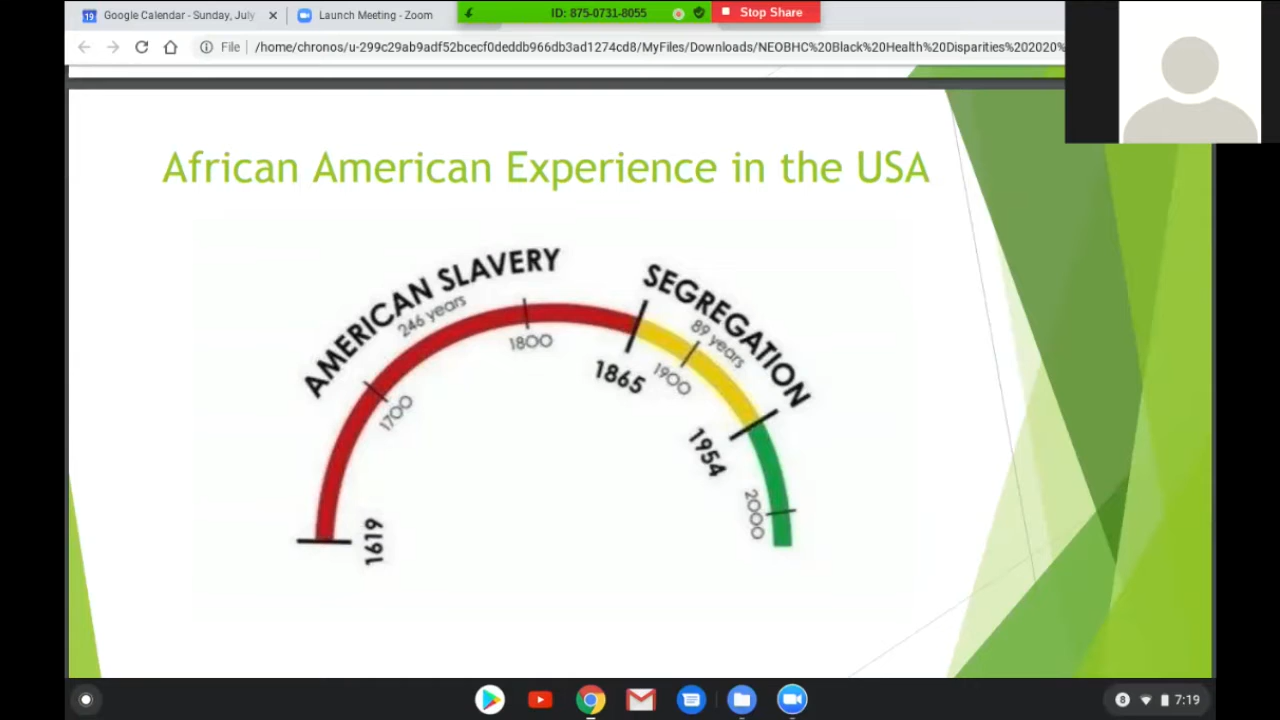 19
Google Calendar - Sunday, July
Launch Meeting - Zoom
ID: 875-0731-8055
Stop Share
File
/home/chronos/u-299c29ab9adf52bcecf0deddb966db3ad1274cd8/MyFiles/Downloads/NEOBHC%20Black%20Health%20Disparities%202020%
African American Experience in the USA
AMERICAN SLAVERY
246 years
SEGREGATION
89 years
1619
1700
1800
1865
1900
1954
2000
8
7:19